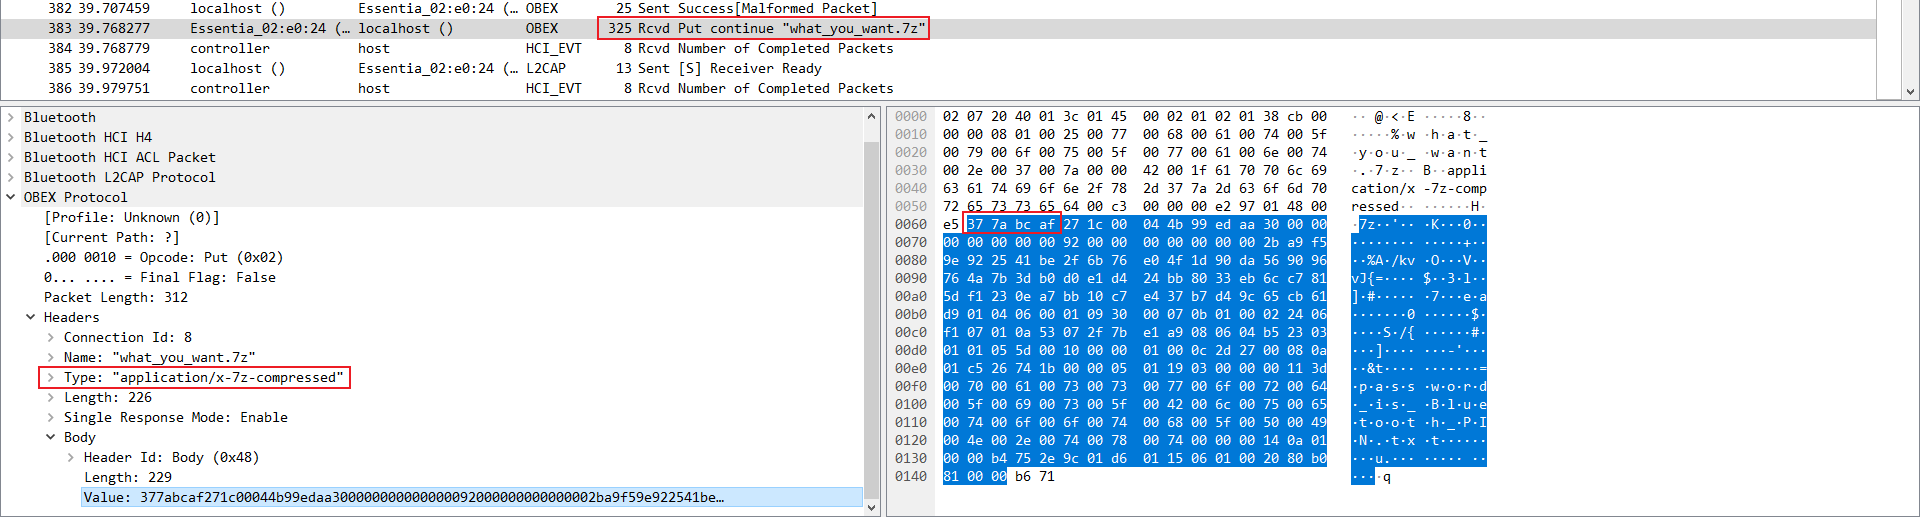 382 39.707459 localhost () Essentia_02:e0:24 (… OBEX 25 Sent Success[Malformed Packet]
383 39.768277 Essentia_02:e0:24 (… localhost () OBEX 325 Rcvd Put continue "what_you_want.7z"
384 39.768779 controller host HCI_EVT 8 Rcvd Number of Completed Packets
385 39.972004 localhost () Essentia_02:e0:24 (… L2CAP 13 Sent [S] Receiver Ready
386 39.979751 controller host HCI_EVT 8 Rcvd Number of Completed Packets
Bluetooth
Bluetooth HCI H4
Bluetooth HCI ACL Packet
Bluetooth L2CAP Protocol
OBEX Protocol
[Profile: Unknown (0)]
[Current Path: ?]
.000 0010 = Opcode: Put (0x02)
0... .... = Final Flag: False
Packet Length: 312
Headers
Connection Id: 8
Name: "what_you_want.7z"
Type: "application/x-7z-compressed"
Length: 226
Single Response Mode: Enable
Body
Header Id: Body (0x48)
Length: 229
Value: 377abcaf271c00044b99edaa300000000000000092000000000000002ba9f59e922541be…
0000 02 07 20 40 01 3c 01 45 00 02 01 02 01 38 cb 00 ·· @·<·E ·····8··
0010 00 00 08 01 00 25 00 77 00 68 00 61 00 74 00 5f ·····%·w ·h·a·t·_
0020 00 79 00 6f 00 75 00 5f 00 77 00 61 00 6e 00 74 ·y·o·u·_ ·w·a·n·t
0030 00 2e 00 37 00 7a 00 00 42 00 1f 61 70 70 6c 69 ·.·7·z·· B··appli
0040 63 61 74 69 6f 6e 2f 78 2d 37 7a 2d 63 6f 6d 70 cation/x -7z-comp
0050 72 65 73 73 65 64 00 c3 00 00 00 e2 97 01 48 00 ressed·· ······H·
0060 e5 37 7a bc af 27 1c 00 04 4b 99 ed aa 30 00 00 ·7z··'·· ·K···0··
0070 00 00 00 00 00 92 00 00 00 00 00 00 00 2b a9 f5 ········ ·····+··
0080 9e 92 25 41 be 2f 6b 76 e0 4f 1d 90 da 56 90 96 ··%A·/kv ·O···V··
0090 76 4a 7b 3d b0 d0 e1 d4 24 bb 80 33 eb 6c c7 81 vJ{=···· $··3·l··
00a0 5d f1 23 0e a7 bb 10 c7 e4 37 b7 d4 9c 65 cb 61 ]·#····· ·7···e·a
00b0 d9 01 04 06 00 01 09 30 00 07 0b 01 00 02 24 06 ·······0 ······$·
00c0 f1 07 01 0a 53 07 2f 7b e1 a9 08 06 04 b5 23 03 ····S·/{ ······#·
00d0 01 01 05 5d 00 10 00 00 01 00 0c 2d 27 00 08 0a ···]···· ···-'···
00e0 01 c5 26 74 1b 00 00 05 01 19 03 00 00 00 11 3d ··&t···· ·······=
00f0 00 70 00 61 00 73 00 73 00 77 00 6f 00 72 00 64 ·p·a·s·s ·w·o·r·d
0100 00 5f 00 69 00 73 00 5f 00 42 00 6c 00 75 00 65 ·_·i·s·_ ·B·l·u·e
0110 00 74 00 6f 00 6f 00 74 00 68 00 5f 00 50 00 49 ·t·o·o·t ·h·_·P·I
0120 00 4e 00 2e 00 74 00 78 00 74 00 00 00 14 0a 01 ·N·.·t·x ·t······
0130 00 00 b4 75 2e 9c 01 d6 01 15 06 01 00 20 80 b0 ···u.··· ····· ··
0140 81 00 00 b6 71 ····q